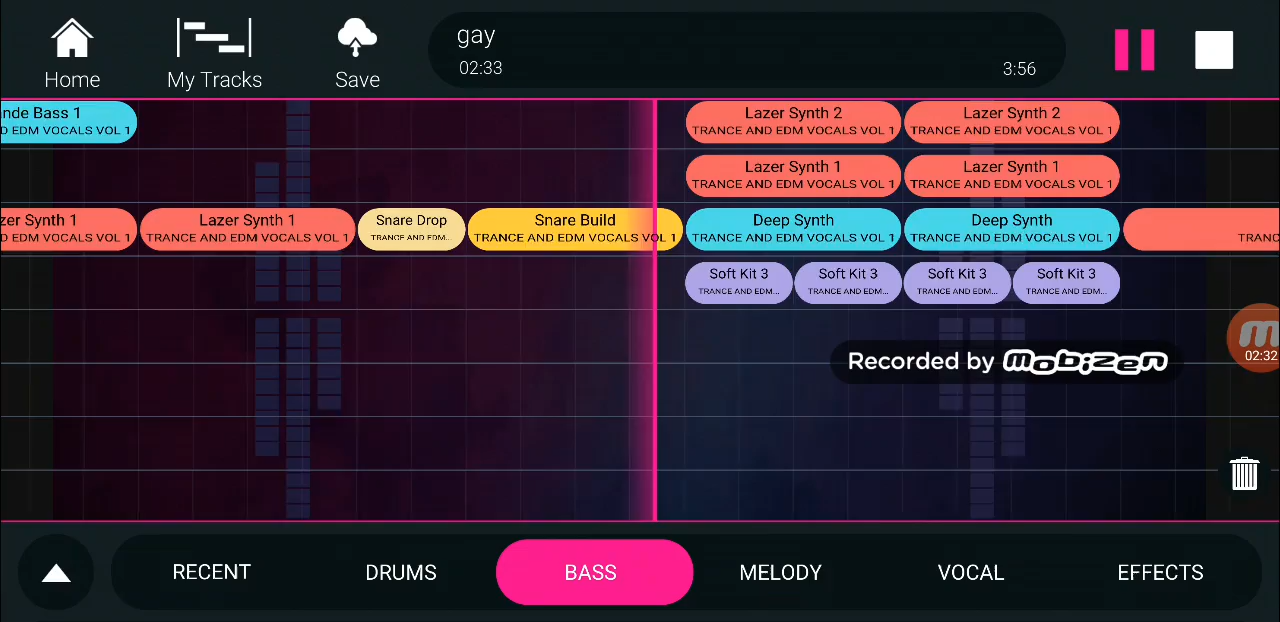 Home
My Tracks
Save
gay
02:33
3:56
nde Bass 1
D EDM VOCALS VOL 1
Lazer Synth 2
TRANCE AND EDM VOCALS VOL 1
Lazer Synth 2
TRANCE AND EDM VOCALS VOL 1
Lazer Synth 1
TRANCE AND EDM VOCALS VOL 1
Lazer Synth 1
TRANCE AND EDM VOCALS VOL 1
zer Synth 1
D EDM VOCALS VOL 1
Lazer Synth 1
TRANCE AND EDM VOCALS VOL 1
Snare Drop
TRANCE AND EDM...
Snare Build
TRANCE AND EDM VOCALS VOL 1
Deep Synth
TRANCE AND EDM VOCALS VOL 1
Deep Synth
TRANCE AND EDM VOCALS VOL 1
TRANC
Soft Kit 3
TRANCE AND EDM...
Soft Kit 3
TRANCE AND EDM...
Soft Kit 3
TRANCE AND EDM...
Soft Kit 3
TRANCE AND EDM...
m
02:32
Recorded by mobizen
RECENT
DRUMS
BASS
MELODY
VOCAL
EFFECTS